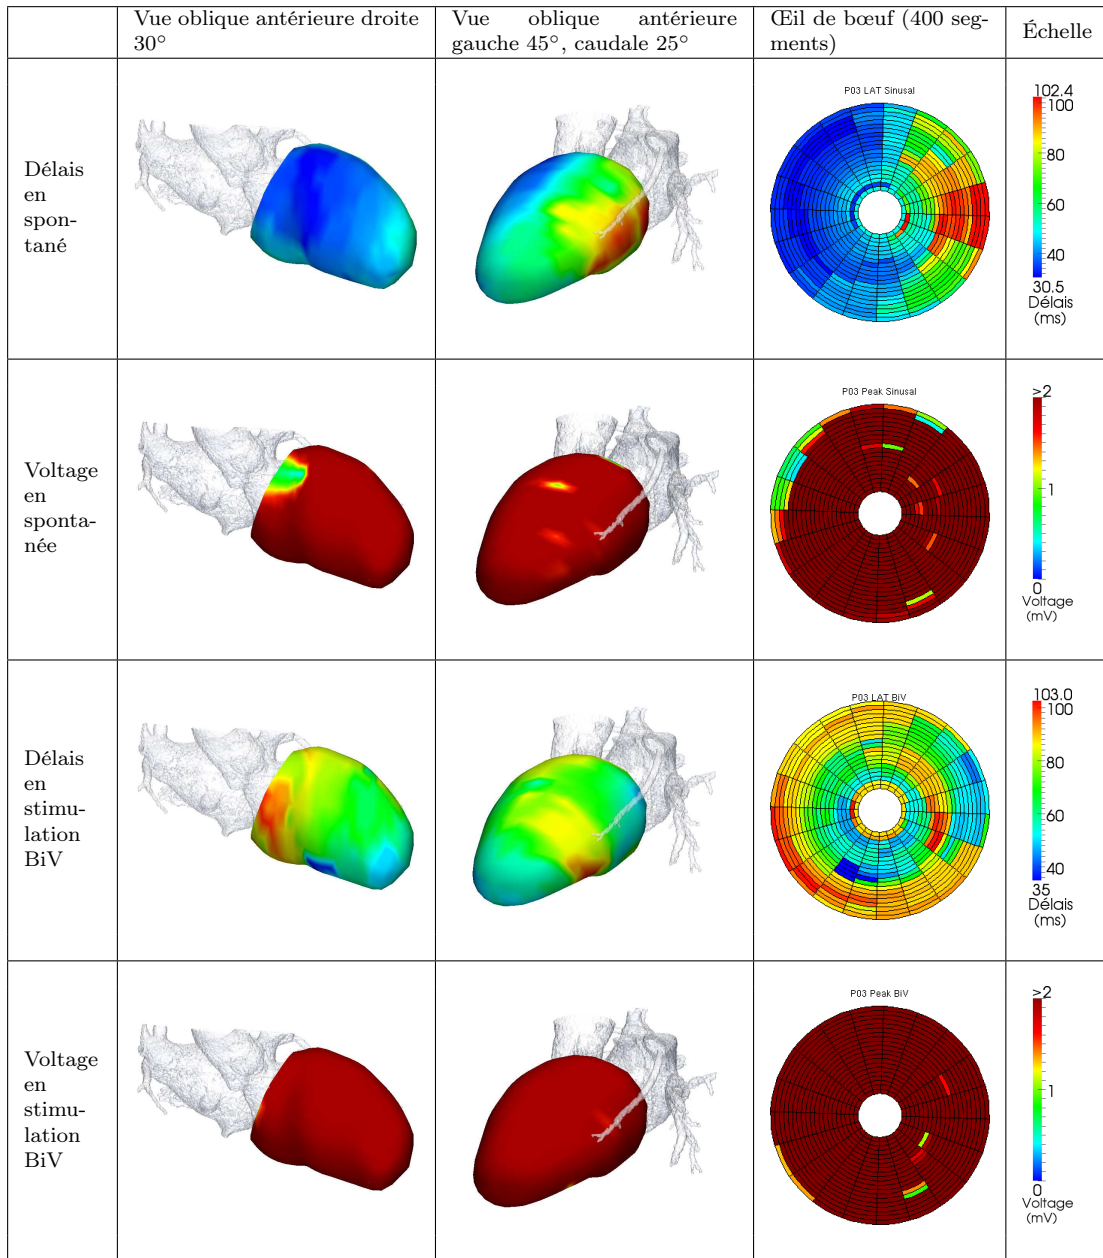 Vue oblique antérieure droite
30°
Vue oblique antérieure
gauche 45°, caudale 25°
Œil de bœuf (400 seg-
ments)
Échelle
Délais
en
spon-
tané
P03 LAT Sinusal
102.4
100
80
60
40
30.5
Délais
(ms)
Voltage
en
sponta-
née
P03 Peak Sinusal
>2
1
0
Voltage
(mV)
Délais
en
stimu-
lation
BiV
P03 LAT BiV
103.0
100
80
60
40
35
Délais
(ms)
Voltage
en
stimu-
lation
BiV
P03 Peak BiV
>2
1
0
Voltage
(mV)